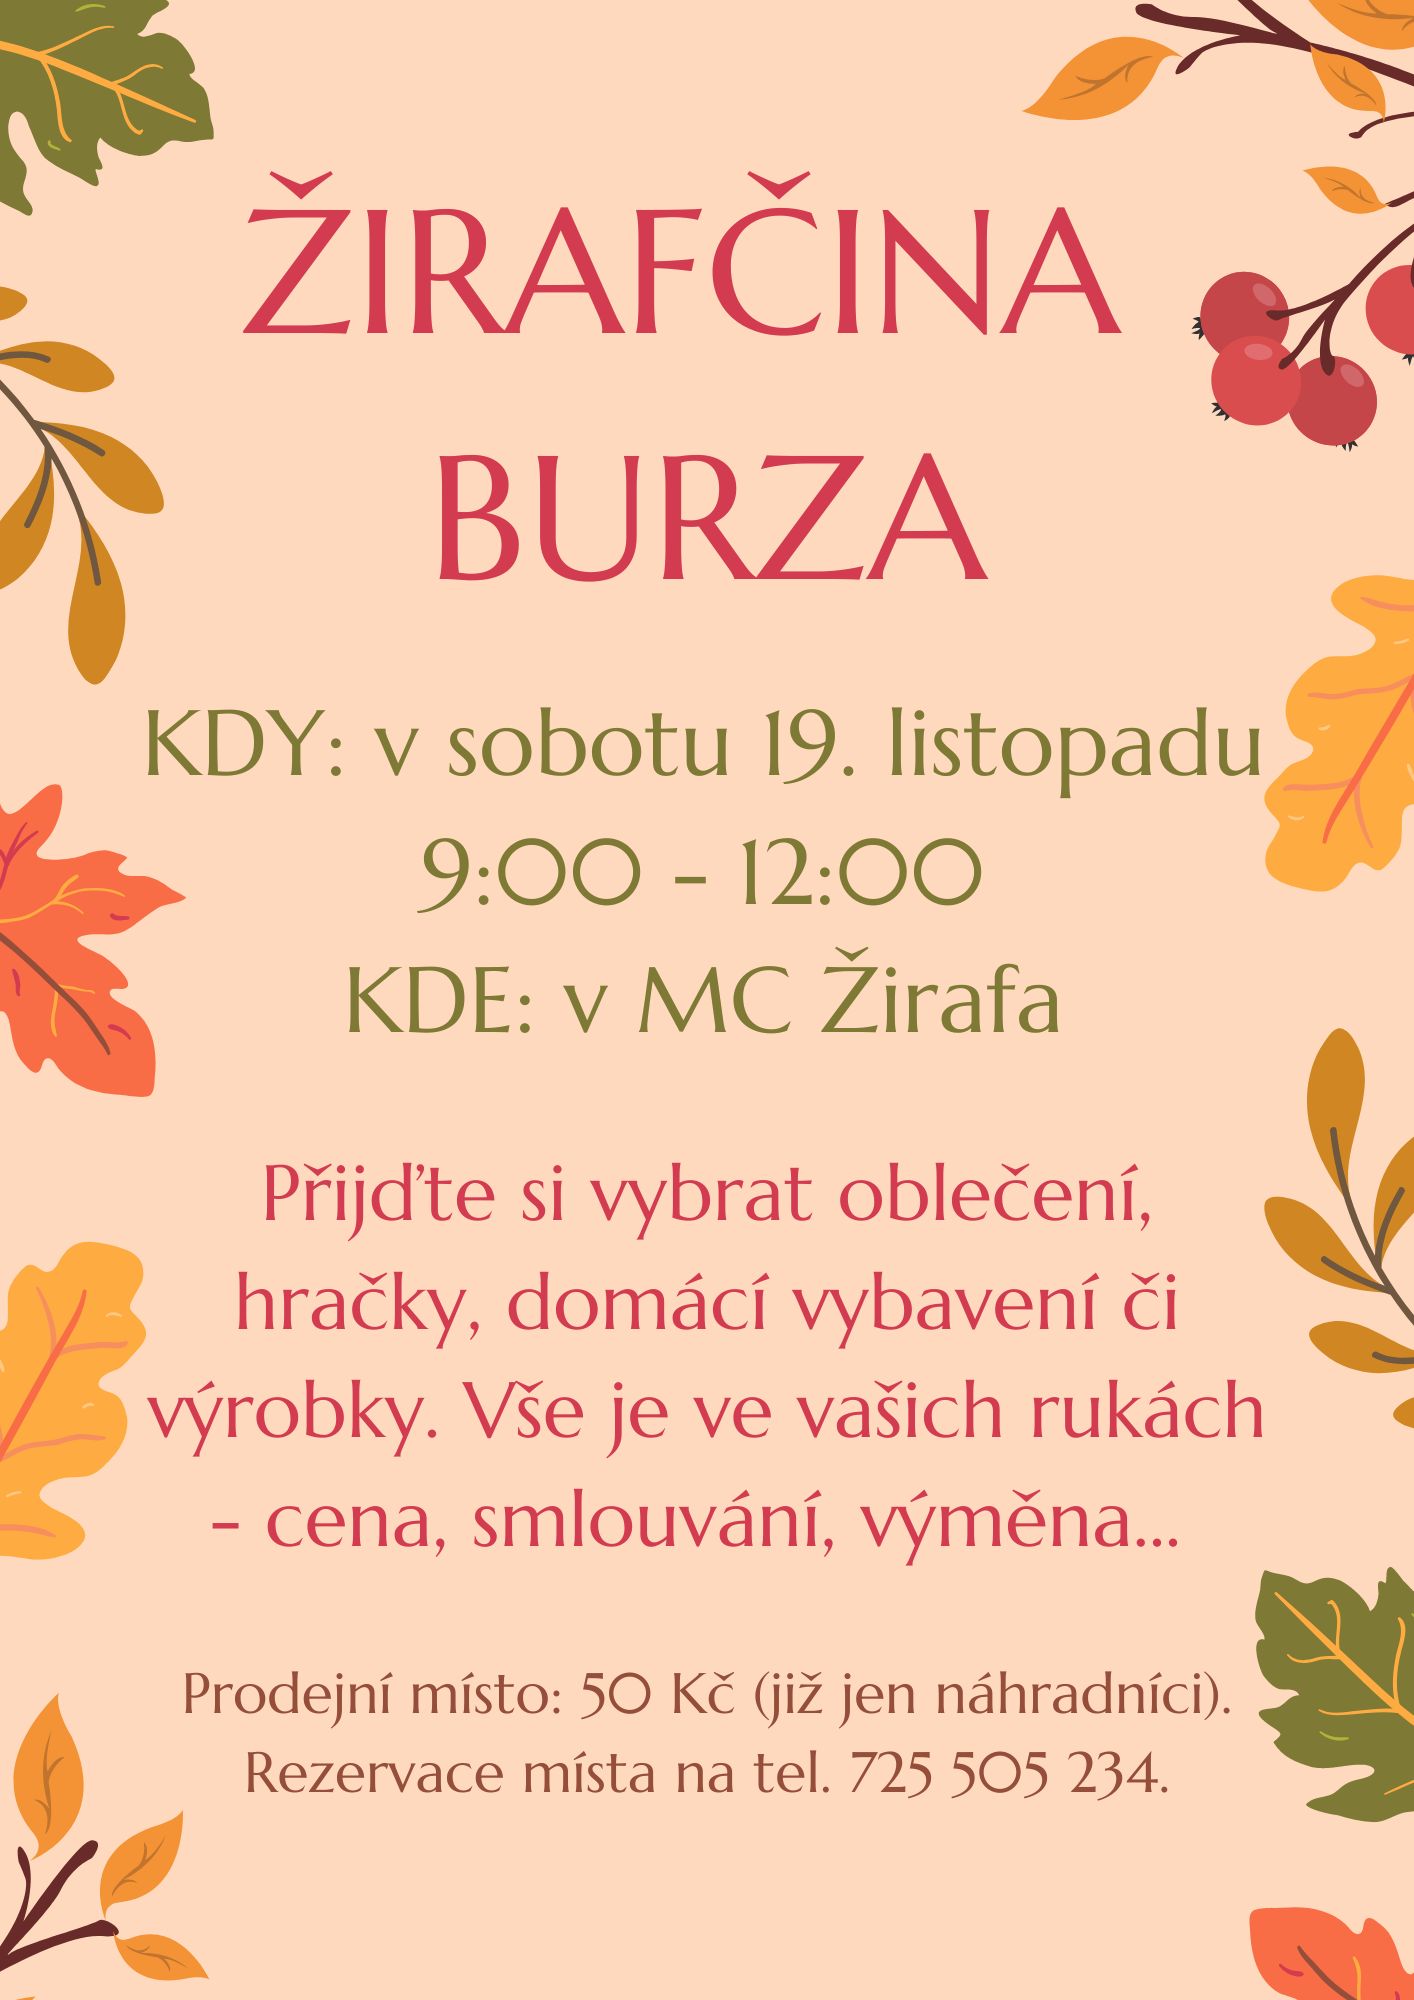 ŽIRAFČINA
BURZA
KDY: v sobotu 19. listopadu
9:00 - 12:00
KDE: v MC Žirafa
Přijďte si vybrat oblečení,
hračky, domácí vybavení či
výrobky. Vše je ve vašich rukách
- cena, smlouvání, výměna...
Prodejní místo: 50 Kč (již jen náhradníci).
Rezervace místa na tel. 725 505 234.